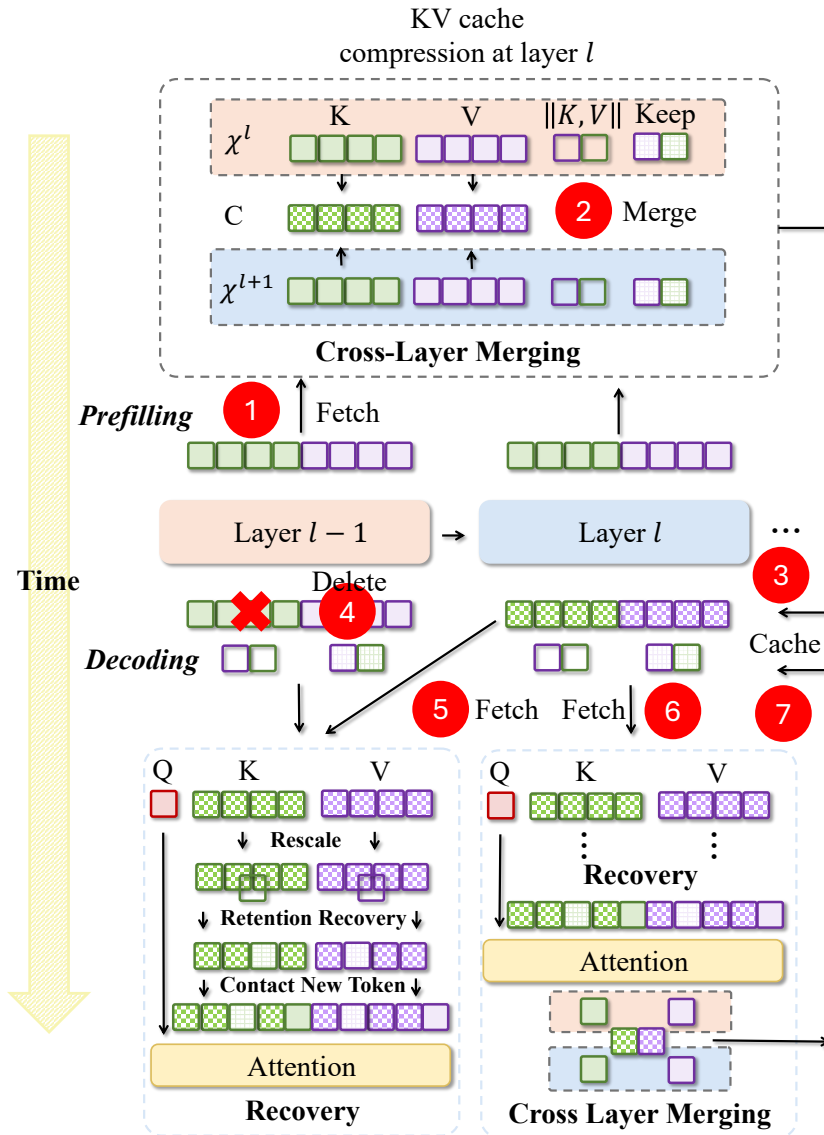 KV cache
compression at layer l
K V ‖K, V‖ Keep
χ^l
C
2 Merge
χ^{l+1}
Cross-Layer Merging
1
Prefilling Fetch
Layer l − 1
Layer l
...
Time
Delete
3
4
Cache
Decoding
5 Fetch
Fetch 6
7
Q K V
Rescale
Retention Recovery
Contact New Token
Attention
Recovery
Q K V
Recovery
Attention
Cross Layer Merging